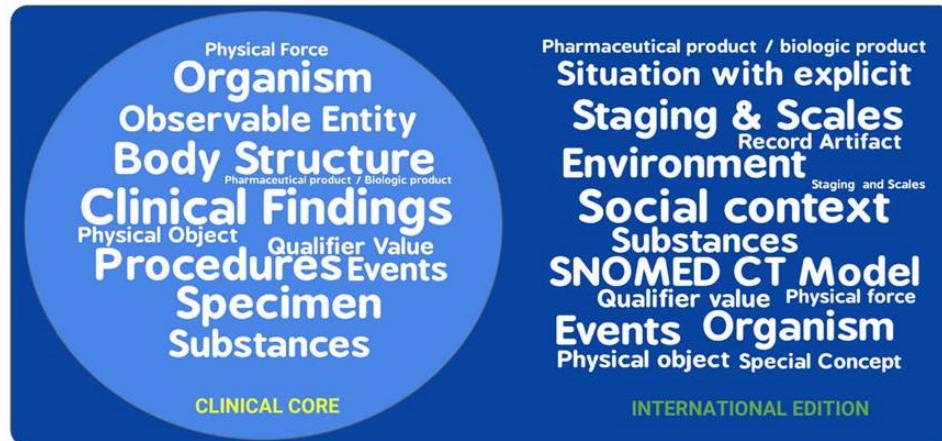 Physical Force
Organism
Observable Entity
Body Structure
Pharmaceutical product / Biologic product
Clinical Findings
Physical Object
Qualifier Value
Procedures Events
Specimen
Substances
CLINICAL CORE
Pharmaceutical product / biologic product
Situation with explicit
Staging & Scales
Record Artifact
Environment
Staging and Scales
Social context
Substances
SNOMED CT Model
Qualifier value Physical force
Events Organism
Physical object Special Concept
INTERNATIONAL EDITION